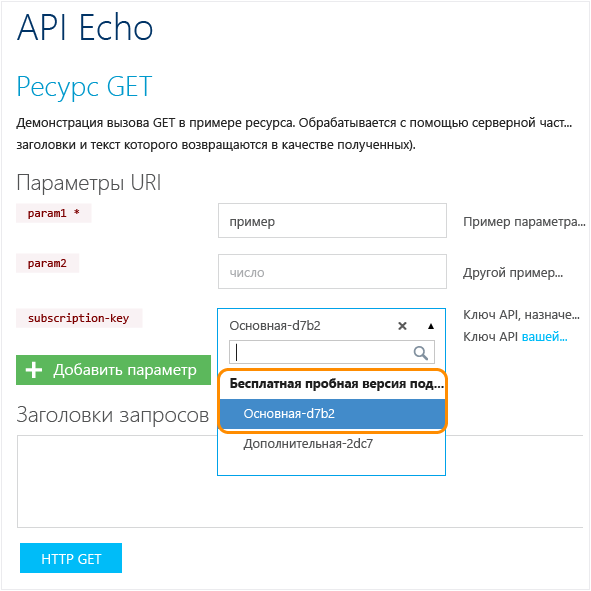 API Echo
Ресурс GET
Демонстрация вызова GET в примере ресурса. Обрабатывается с помощью серверной част...
заголовки и текст которого возвращаются в качестве полученных).
Параметры URI
param1 * пример Пример параметра...
param2 число Другой пример...
subscription-key Основная-d7b2 × ▲ Ключ API, назначе...
Ключ API вашей...
Добавить параметр
Бесплатная пробная версия под...
Основная-d7b2
Заголовки запросов
Дополнительная-2dc7
HTTP GET